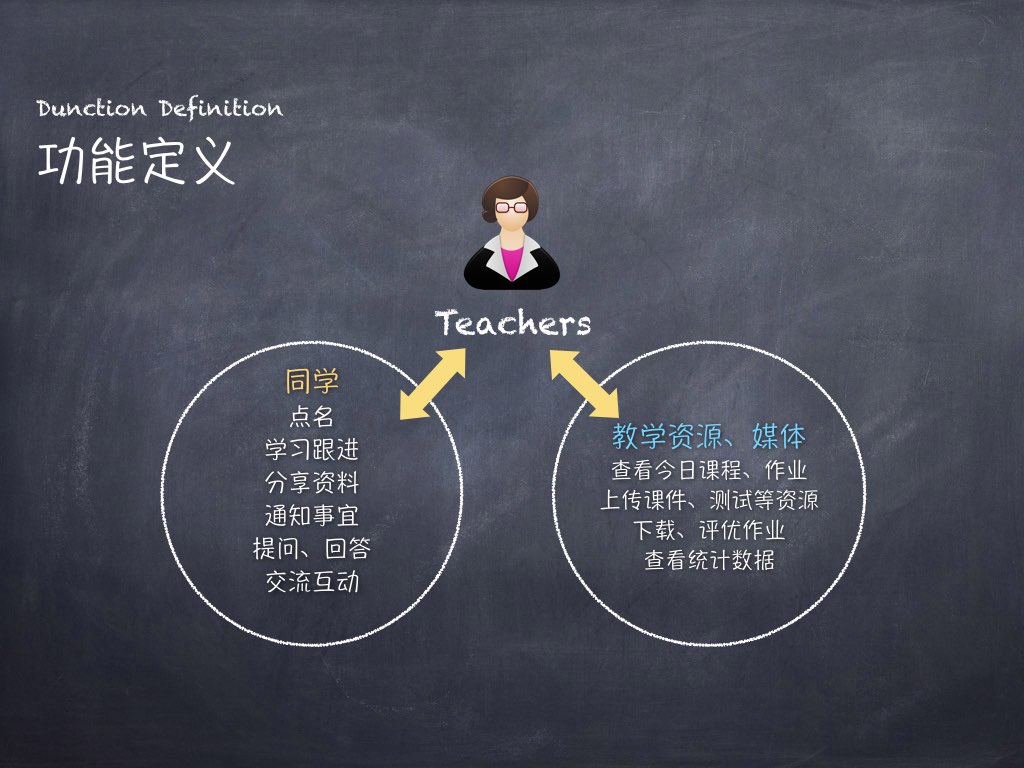 Dunction Definition
功能定义
Teachers
同学
点名
学习跟进
分享资料
通知事宜
提问、回答
交流互动
教学资源、媒体
查看今日课程、作业
上传课件、测试等资源
下载、评优作业
查看统计数据